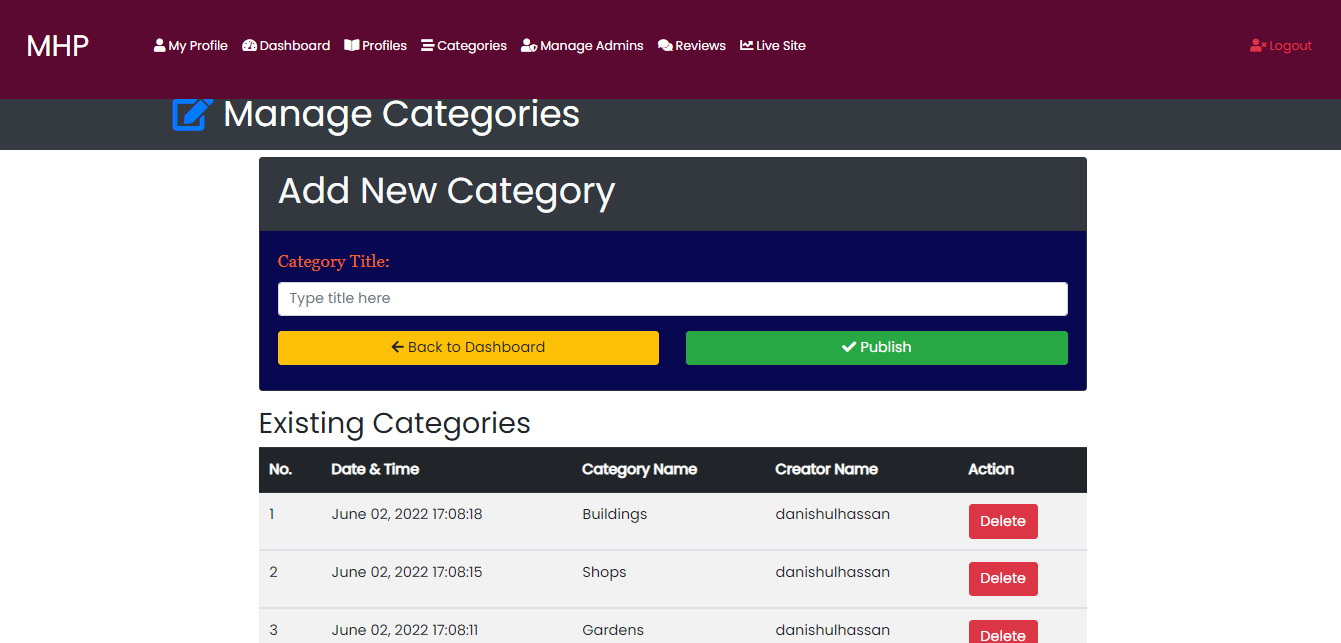 MHP My Profile Dashboard Profiles Categories Manage Admins Reviews Live Site Logout
Manage Categories
Add New Category
Category Title:
Type title here
Back to Dashboard Publish
Existing Categories
No. Date & Time Category Name Creator Name Action
1 June 02, 2022 17:08:18 Buildings danishulhassan Delete
2 June 02, 2022 17:08:15 Shops danishulhassan Delete
3 June 02, 2022 17:08:11 Gardens danishulhassan Delete